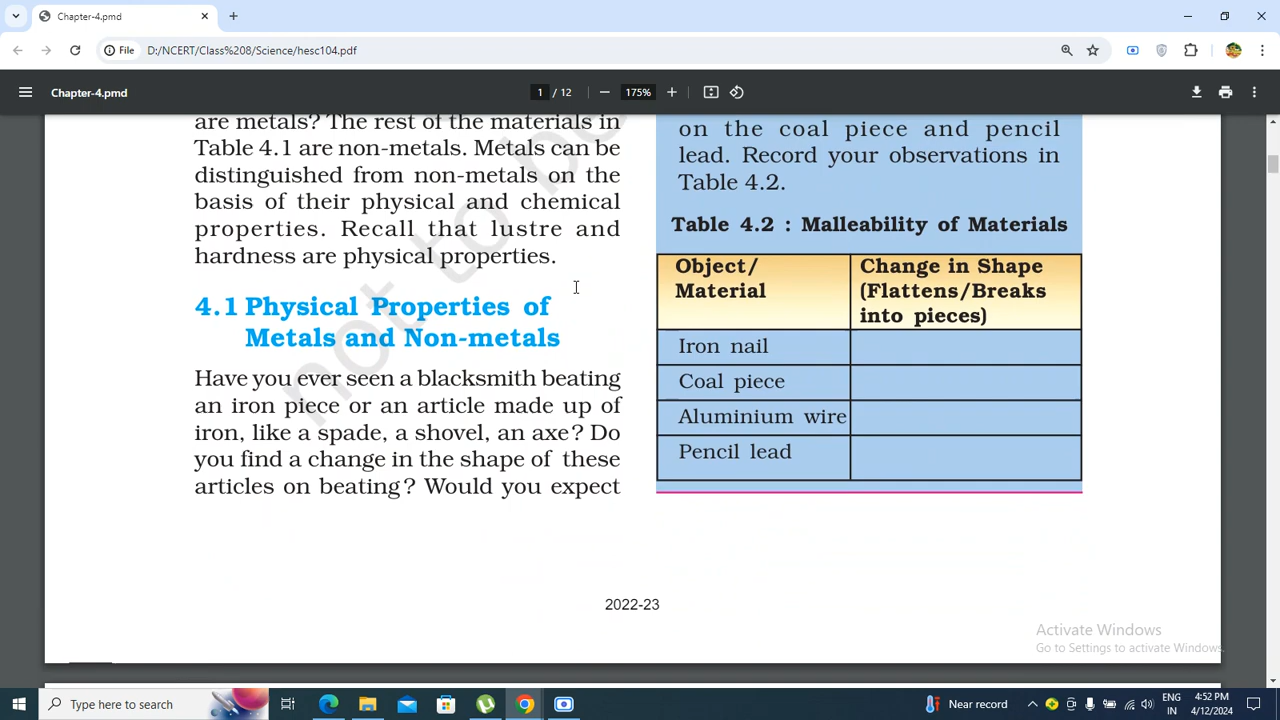 Chapter-4.pmd
File
D:/NCERT/Class%208/Science/hesc104.pdf
Chapter-4.pmd
1 / 12
175%
are metals? The rest of the materials in
Table 4.1 are non-metals. Metals can be
distinguished from non-metals on the
basis of their physical and chemical
properties. Recall that lustre and
hardness are physical properties.
4.1 Physical Properties of
Metals and Non-metals
Have you ever seen a blacksmith beating
an iron piece or an article made up of
iron, like a spade, a shovel, an axe? Do
you find a change in the shape of these
articles on beating? Would you expect
on the coal piece and pencil
lead. Record your observations in
Table 4.2.
Table 4.2 : Malleability of Materials
Object/
Material
Change in Shape
(Flattens/Breaks
into pieces)
Iron nail
Coal piece
Aluminium wire
Pencil lead
not to be
2022-23
Activate Windows
Go to Settings to activate Windows.
Type here to search
Near record
ENG
IN
4:52 PM
4/12/2024